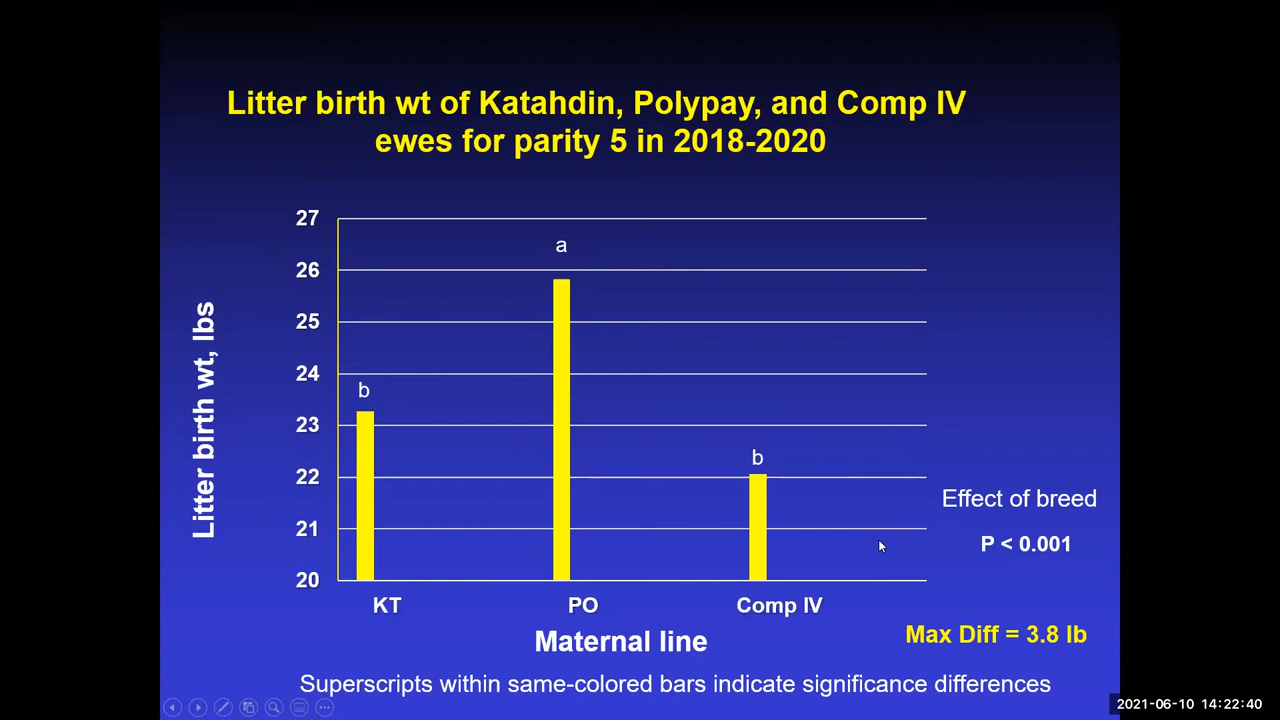 Litter birth wt of Katahdin, Polypay, and Comp IV
ewes for parity 5 in 2018-2020
27
26
25
24
23
22
21
20
Litter birth wt, lbs
b
a
b
KT
PO
Comp IV
Maternal line
Effect of breed
P < 0.001
Max Diff = 3.8 lb
Superscripts within same-colored bars indicate significance differences
2021-06-10 14:22:40